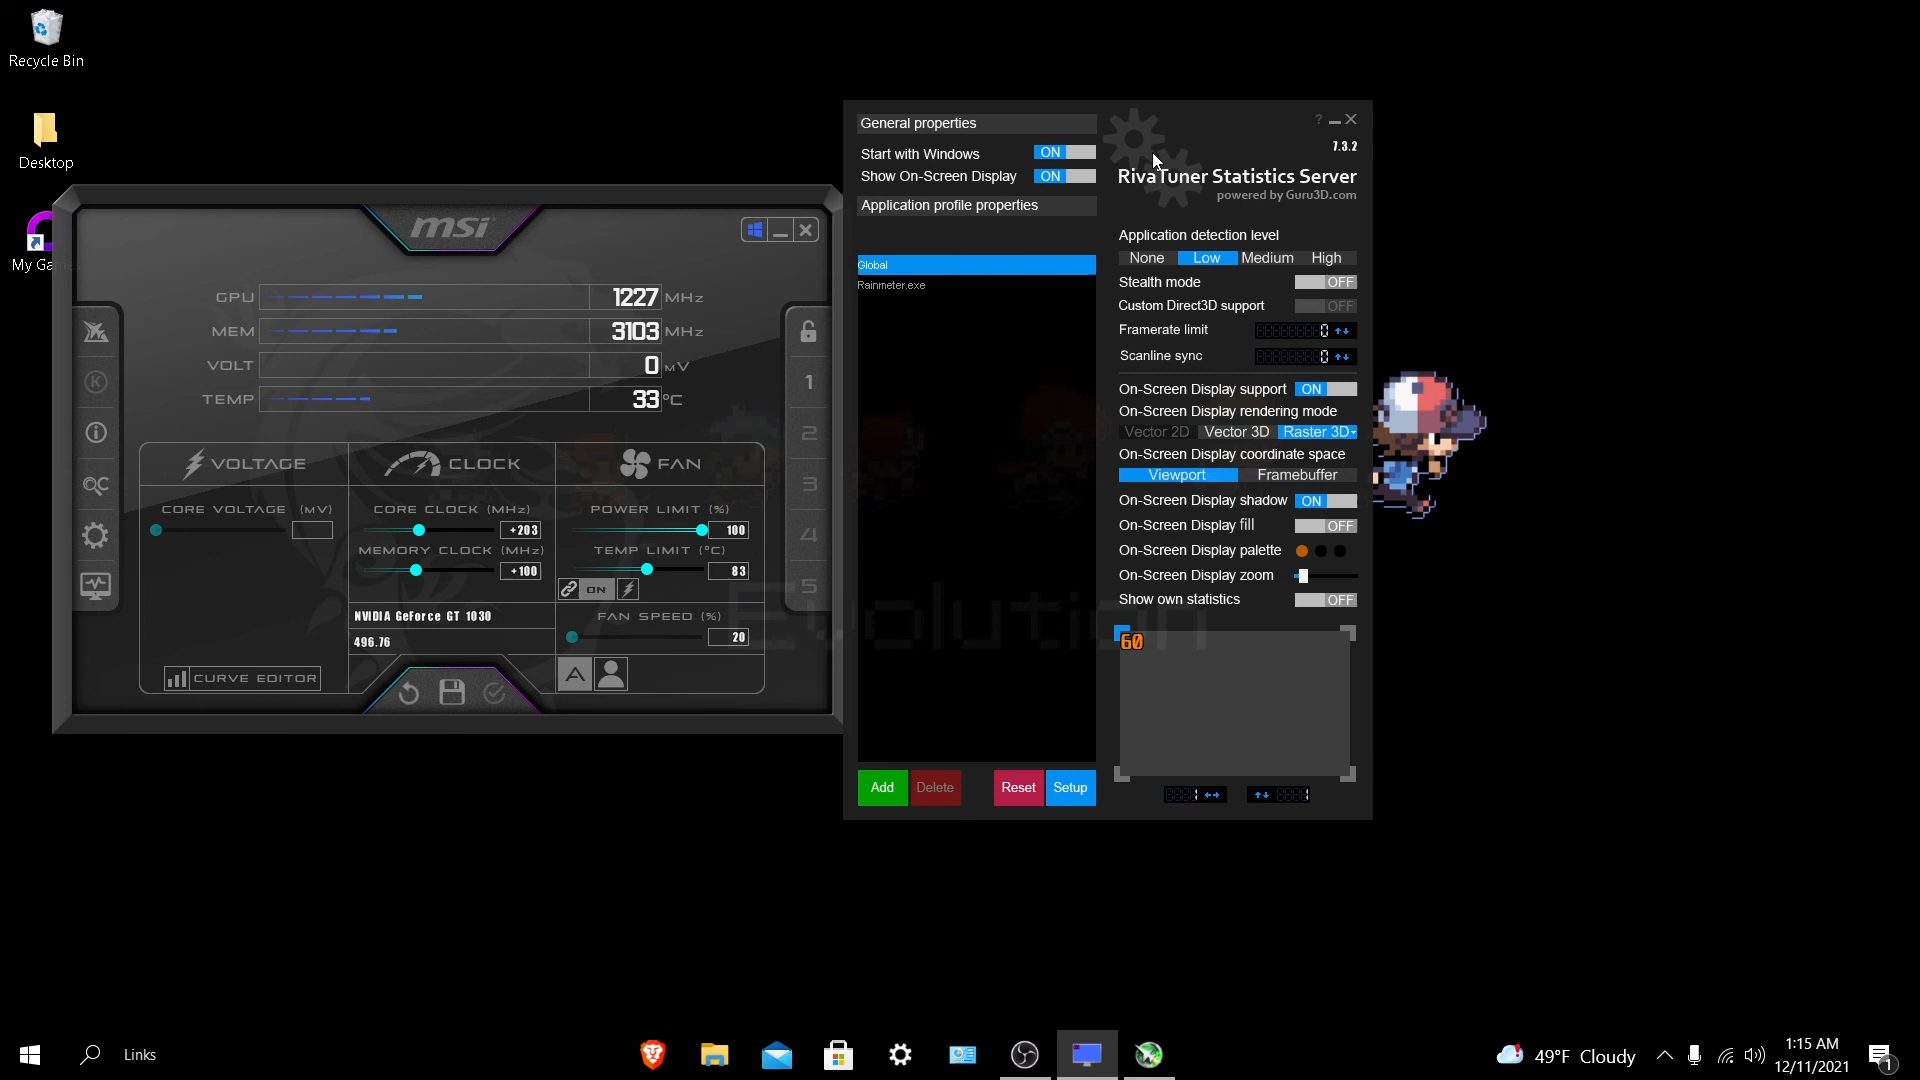 Recycle Bin
Desktop
My Ga
msi
GPU 1227 MHz
MEM 3103 MHz
VOLT 0 MV
TEMP 33 °C
K
1
2
3
4
5
VOLTAGE
CLOCK
FAN
CORE VOLTAGE (MV)
CORE CLOCK (MHz)
+203
MEMORY CLOCK (MHz)
+100
POWER LIMIT (%)
100
TEMP LIMIT (°C)
83
ON
NVIDIA GeForce GT 1030
496.76
FAN SPEED (%)
20
CURVE EDITOR
A
General properties
Start with Windows ON
Show On-Screen Display ON
Application profile properties
Global
Rainmeter.exe
Add Delete Reset Setup
?
7.3.2
RivaTuner Statistics Server
powered by Guru3D.com
Application detection level
None Low Medium High
Stealth mode OFF
Custom Direct3D support OFF
Framerate limit 0
Scanline sync 0
On-Screen Display support ON
On-Screen Display rendering mode
Vector 2D Vector 3D Raster 3D
On-Screen Display coordinate space
Viewport Framebuffer
On-Screen Display shadow ON
On-Screen Display fill OFF
On-Screen Display palette
On-Screen Display zoom
Show own statistics OFF
60
1 1
Evolution
Links
49°F Cloudy
1:15 AM
12/11/2021
1